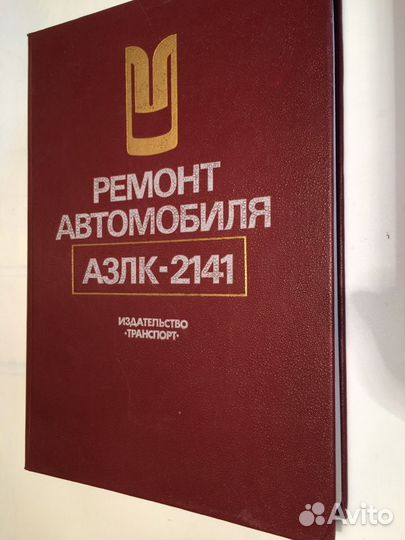 РЕМОНТ
АВТОМОБИЛЯ
АЗЛК-2141
ИЗДАТЕЛЬСТВО
·ТРАНСПОРТ·
Avito